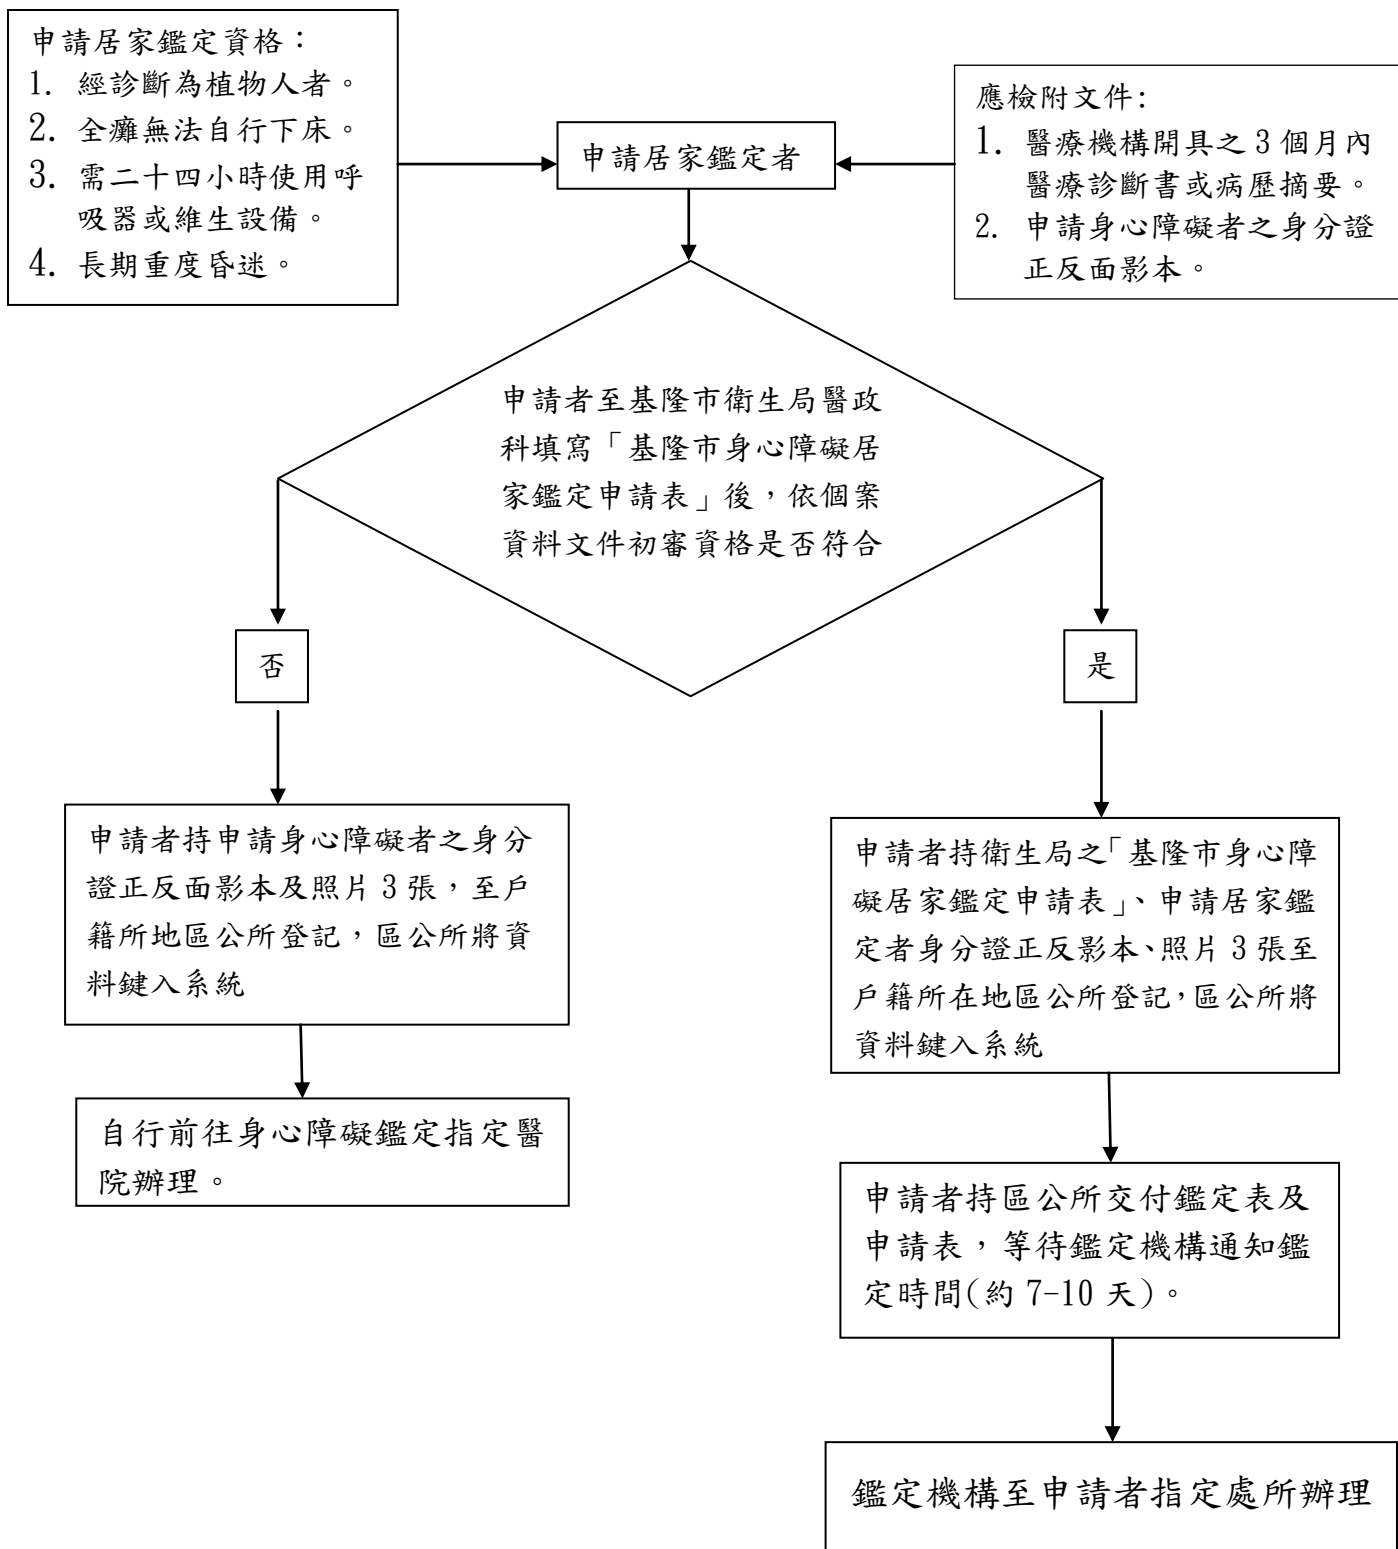 申請居家鑑定資格：
1. 經診斷為植物人者。
2. 全癱無法自行下床。
3. 需二十四小時使用呼
吸器或維生設備。
4. 長期重度昏迷。
申請居家鑑定者
應檢附文件:
1. 醫療機構開具之 3 個月內
醫療診斷書或病歷摘要。
2. 申請身心障礙者之身分證
正反面影本。
申請者至基隆市衛生局醫政
科填寫「基隆市身心障礙居
家鑑定申請表」後，依個案
資料文件初審資格是否符合
否
是
申請者持申請身心障礙者之身分
證正反面影本及照片 3 張，至戶
籍所地區公所登記，區公所將資
料鍵入系統
自行前往身心障礙鑑定指定醫
院辦理。
申請者持衛生局之「基隆市身心障
礙居家鑑定申請表」、申請居家鑑
定者身分證正反影本、照片 3 張至
戶籍所在地區公所登記，區公所將
資料鍵入系統
申請者持區公所交付鑑定表及
申請表，等待鑑定機構通知鑑
定時間(約 7-10 天)。
鑑定機構至申請者指定處所辦理